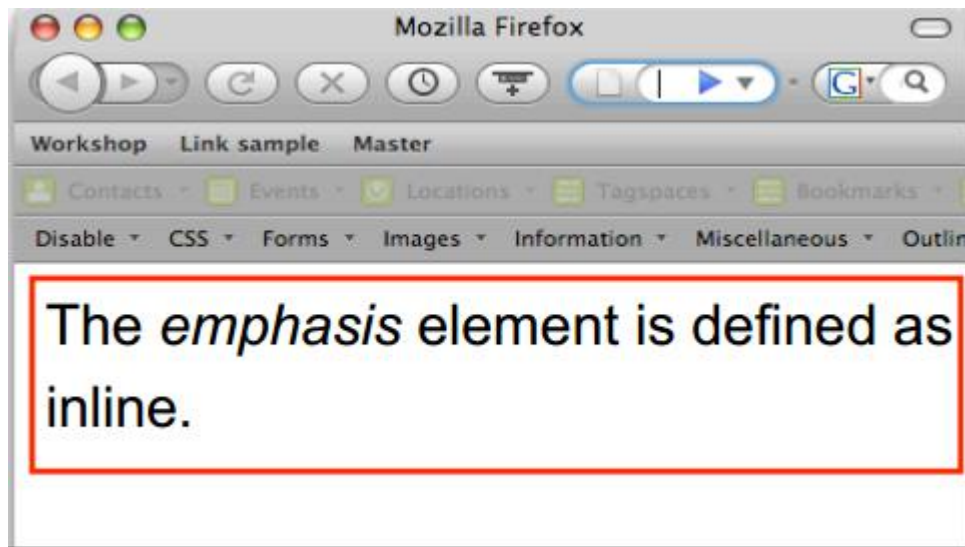 Mozilla Firefox
G
Workshop Link sample Master
Contacts Events Locations Tagspaces Bookmarks
Disable CSS Forms Images Information Miscellaneous Outlin
The emphasis element is defined as
inline.